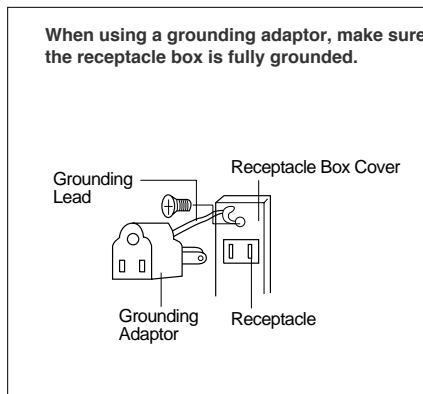 When using a grounding adaptor, make sure
the receptacle box is fully grounded.
Grounding
Lead
Receptacle Box Cover
Grounding
Adaptor
Receptacle